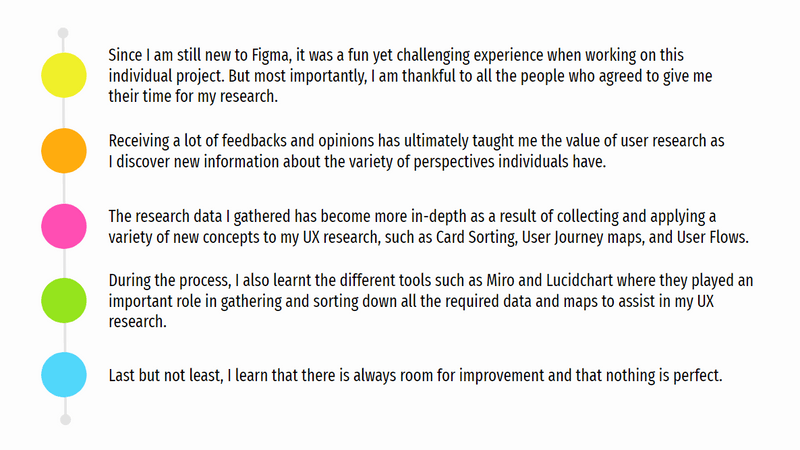 Since I am still new to Figma, it was a fun yet challenging experience when working on this
individual project. But most importantly, I am thankful to all the people who agreed to give me
their time for my research.
Receiving a lot of feedbacks and opinions has ultimately taught me the value of user research as
I discover new information about the variety of perspectives individuals have.
The research data I gathered has become more in-depth as a result of collecting and applying a
variety of new concepts to my UX research, such as Card Sorting, User Journey maps, and User Flows.
During the process, I also learnt the different tools such as Miro and Lucidchart where they played an
important role in gathering and sorting down all the required data and maps to assist in my UX
research.
Last but not least, I learn that there is always room for improvement and that nothing is perfect.